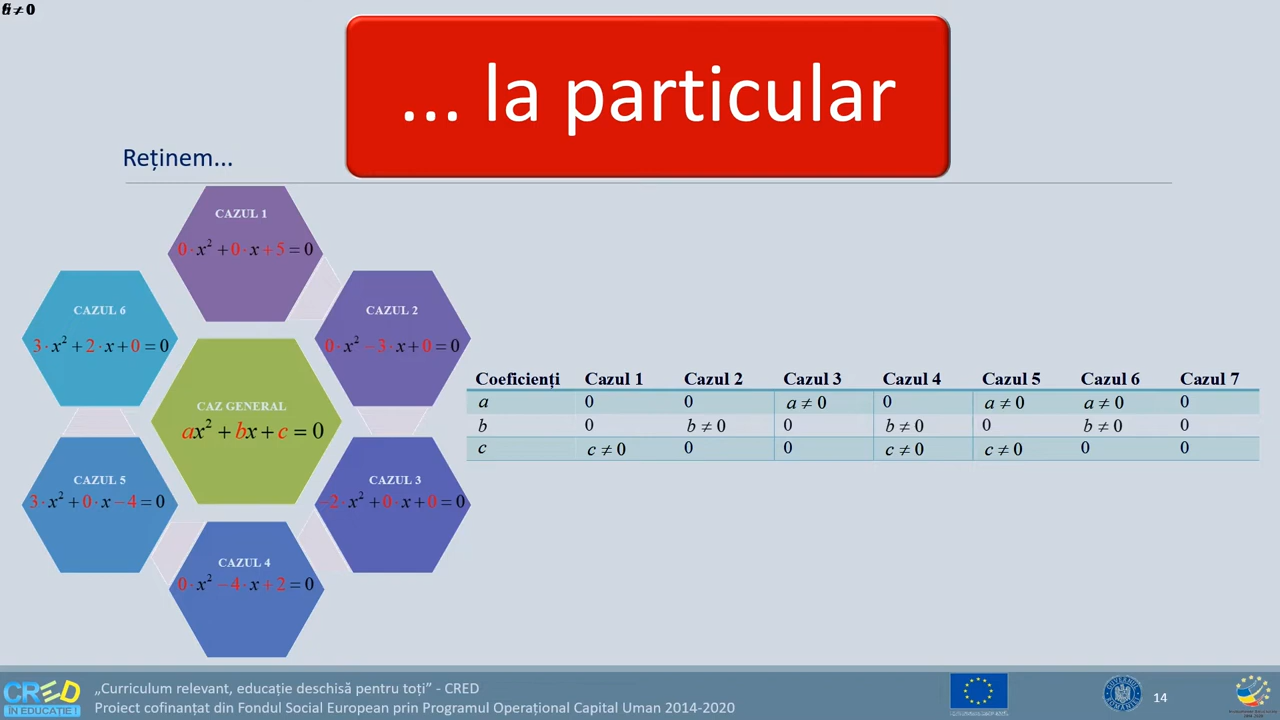 a ≠ 0
... la particular
Reținem...
CAZUL 1
0 · x² + 0 · x + 5 = 0
CAZUL 6
3 · x² + 2 · x + 0 = 0
CAZUL 2
0 · x² − 3 · x + 0 = 0
CAZ GENERAL
ax² + bx + c = 0
CAZUL 5
3 · x² + 0 · x − 4 = 0
CAZUL 3
−2 · x² + 0 · x + 0 = 0
CAZUL 4
0 · x² − 4 · x + 2 = 0
Coeficienți Cazul 1 Cazul 2 Cazul 3 Cazul 4 Cazul 5 Cazul 6 Cazul 7
a 0 0 a ≠ 0 0 a ≠ 0 a ≠ 0 0
b 0 b ≠ 0 0 b ≠ 0 0 b ≠ 0 0
c c ≠ 0 0 0 c ≠ 0 c ≠ 0 0 0
CRED
ÎN EDUCAȚIE !
„Curriculum relevant, educație deschisă pentru toți” - CRED
Proiect cofinanțat din Fondul Social European prin Programul Operațional Capital Uman 2014-2020
14